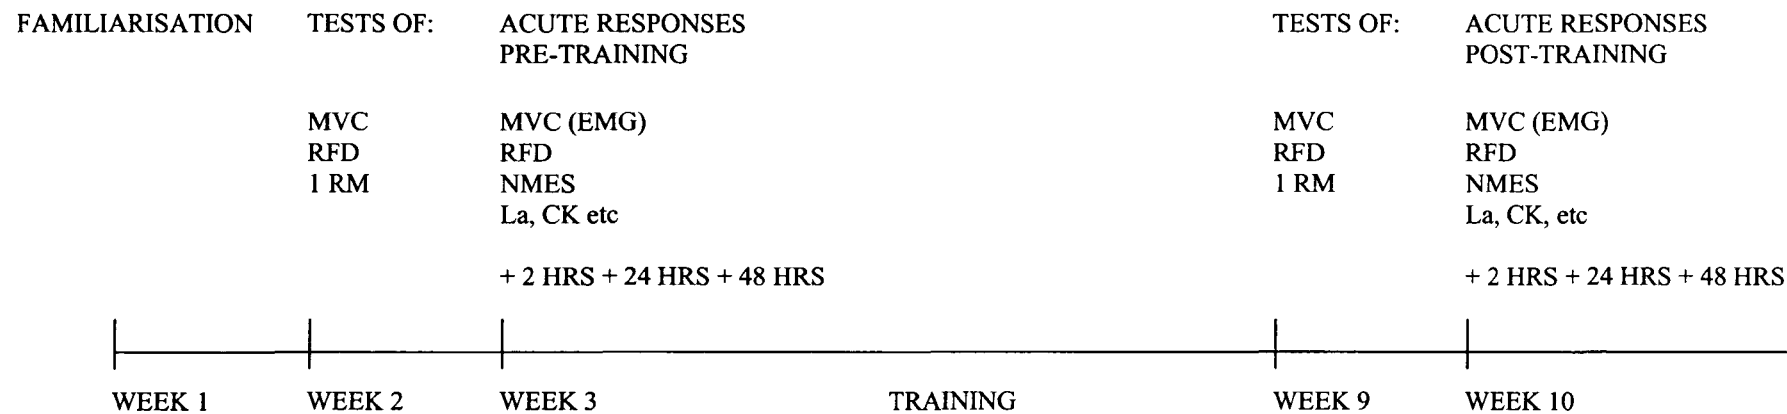 FAMILIARISATION TESTS OF: ACUTE RESPONSES TESTS OF: ACUTE RESPONSES
PRE-TRAINING POST-TRAINING
MVC MVC (EMG) MVC MVC (EMG)
RFD RFD RFD RFD
1 RM NMES 1 RM NMES
La, CK etc La, CK, etc
+ 2 HRS + 24 HRS + 48 HRS + 2 HRS + 24 HRS + 48 HRS
WEEK 1 WEEK 2 WEEK 3 TRAINING WEEK 9 WEEK 10